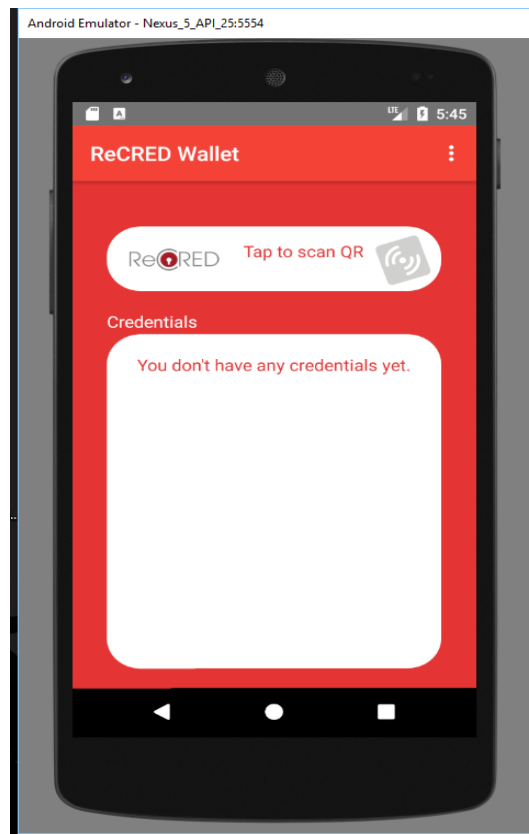 Android Emulator - Nexus_5_API_25:5554
LTE 5:45
ReCRED Wallet
ReCRED Tap to scan QR
Credentials
You don't have any credentials yet.